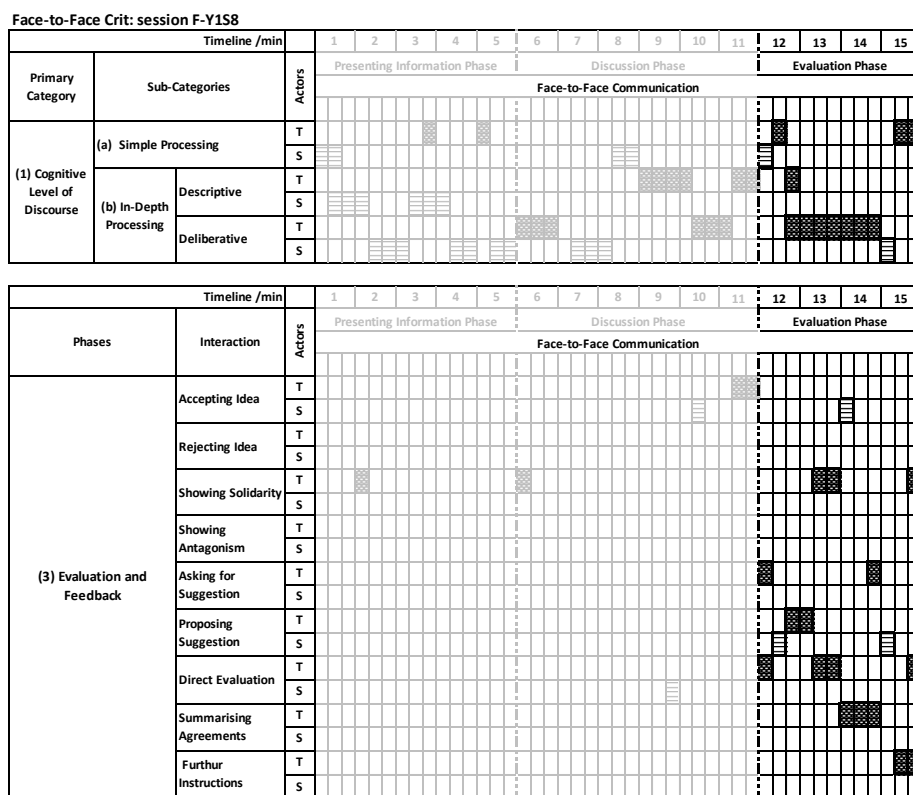 Face-to-Face Crit: session F-Y1S8
Timeline /min 1 2 3 4 5 6 7 8 9 10 11 12 13 14 15
Primary Category
Sub-Categories
Actors
Presenting Information Phase
Discussion Phase
Evaluation Phase
Face-to-Face Communication
(1) Cognitive
Level of
Discourse
(a) Simple Processing
T
S
(b) In-Depth
Processing
Descriptive
T
S
Deliberative
T
S
Timeline /min 1 2 3 4 5 6 7 8 9 10 11 12 13 14 15
Phases
Interaction
Actors
Presenting Information Phase
Discussion Phase
Evaluation Phase
Face-to-Face Communication
(3) Evaluation and
Feedback
Accepting Idea
T
S
Rejecting Idea
T
S
Showing Solidarity
T
S
Showing
Antagonism
T
S
Asking for
Suggestion
T
S
Proposing
Suggestion
T
S
Direct Evaluation
T
S
Summarising
Agreements
T
S
Furthur
Instructions
T
S